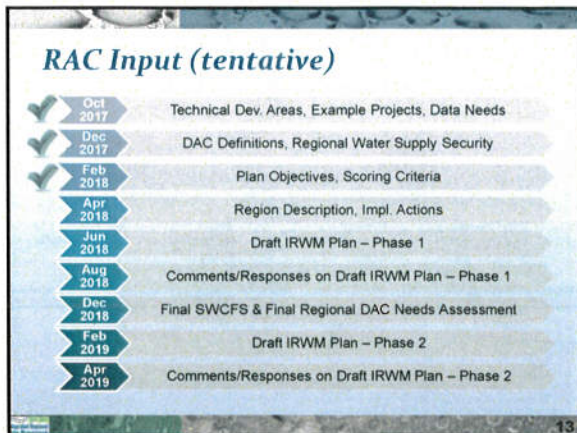 RAC Input (tentative)
Oct
2017
Technical Dev. Areas, Example Projects, Data Needs
Dec
2017
DAC Definitions, Regional Water Supply Security
Feb
2018
Plan Objectives, Scoring Criteria
Apr
2018
Region Description, Impl. Actions
Jun
2018
Draft IRWM Plan – Phase 1
Aug
2018
Comments/Responses on Draft IRWM Plan – Phase 1
Dec
2018
Final SWCFS & Final Regional DAC Needs Assessment
Feb
2019
Draft IRWM Plan – Phase 2
Apr
2019
Comments/Responses on Draft IRWM Plan – Phase 2
13